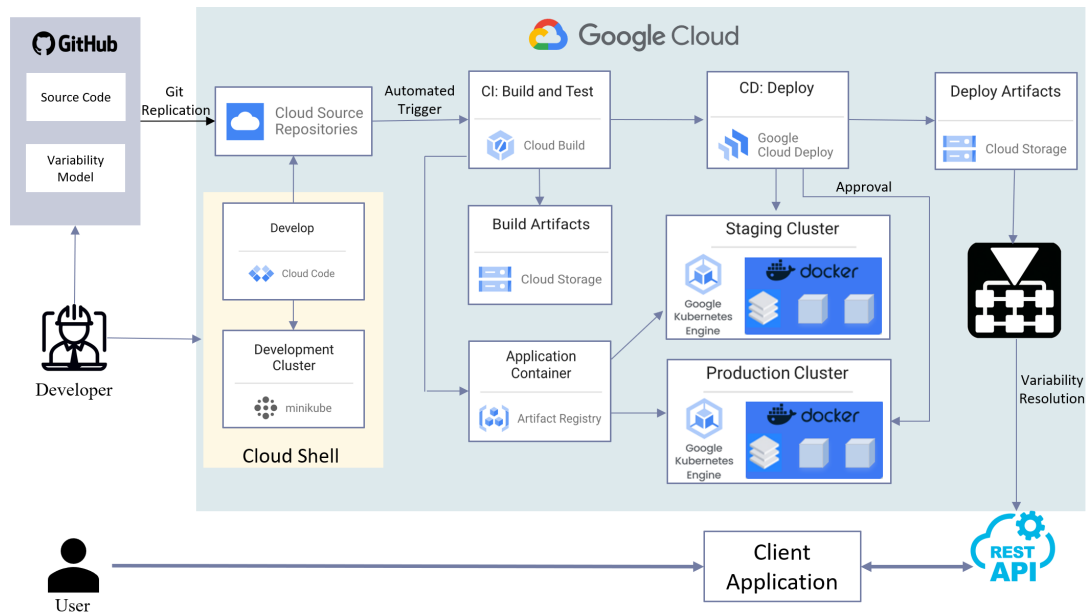 GitHub
Source Code
Variability
Model
Git
Replication
Google Cloud
Cloud Source
Repositories
Automated
Trigger
CI: Build and Test
Cloud Build
CD: Deploy
Google
Cloud Deploy
Deploy Artifacts
Cloud Storage
Approval
Develop
Cloud Code
Development
Cluster
minikube
Cloud Shell
Build Artifacts
Cloud Storage
Application
Container
Artifact Registry
Staging Cluster
Google
Kubernetes
Engine
docker
Production Cluster
Google
Kubernetes
Engine
docker
Variability
Resolution
Developer
User
Client
Application
REST
API